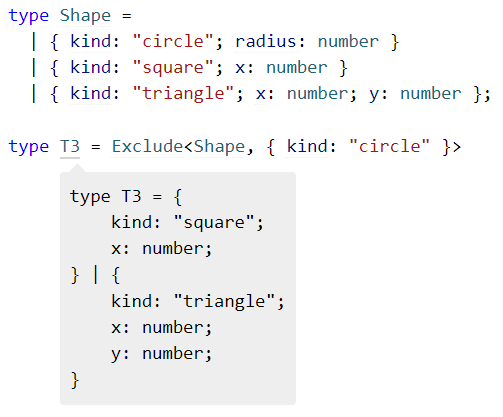 type Shape =
  | { kind: "circle"; radius: number }
  | { kind: "square"; x: number }
  | { kind: "triangle"; x: number; y: number };

type T3 = Exclude<Shape, { kind: "circle" }>
type T3 = {
    kind: "square";
    x: number;
} | {
    kind: "triangle";
    x: number;
    y: number;
}